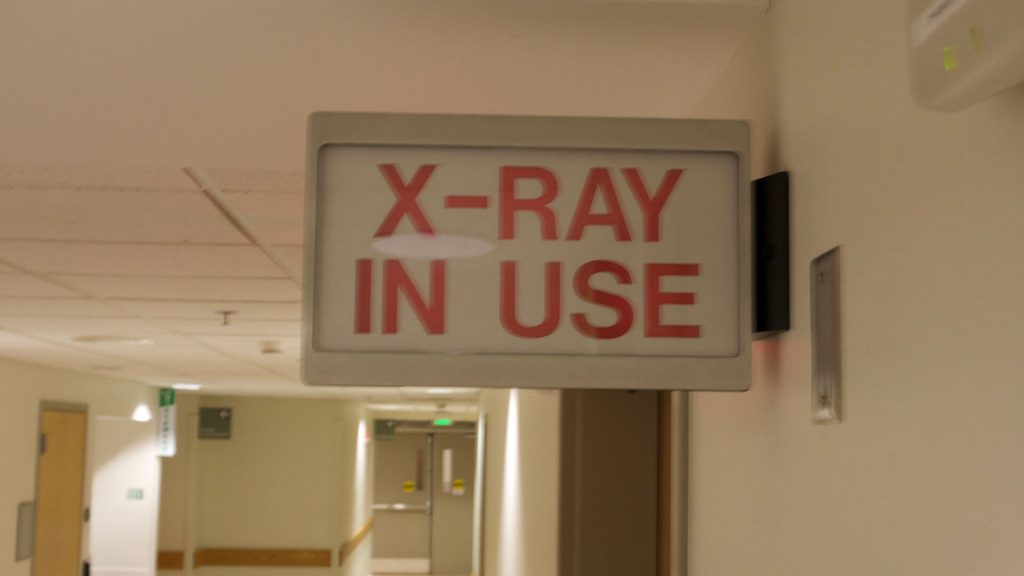 X-RAY
IN USE